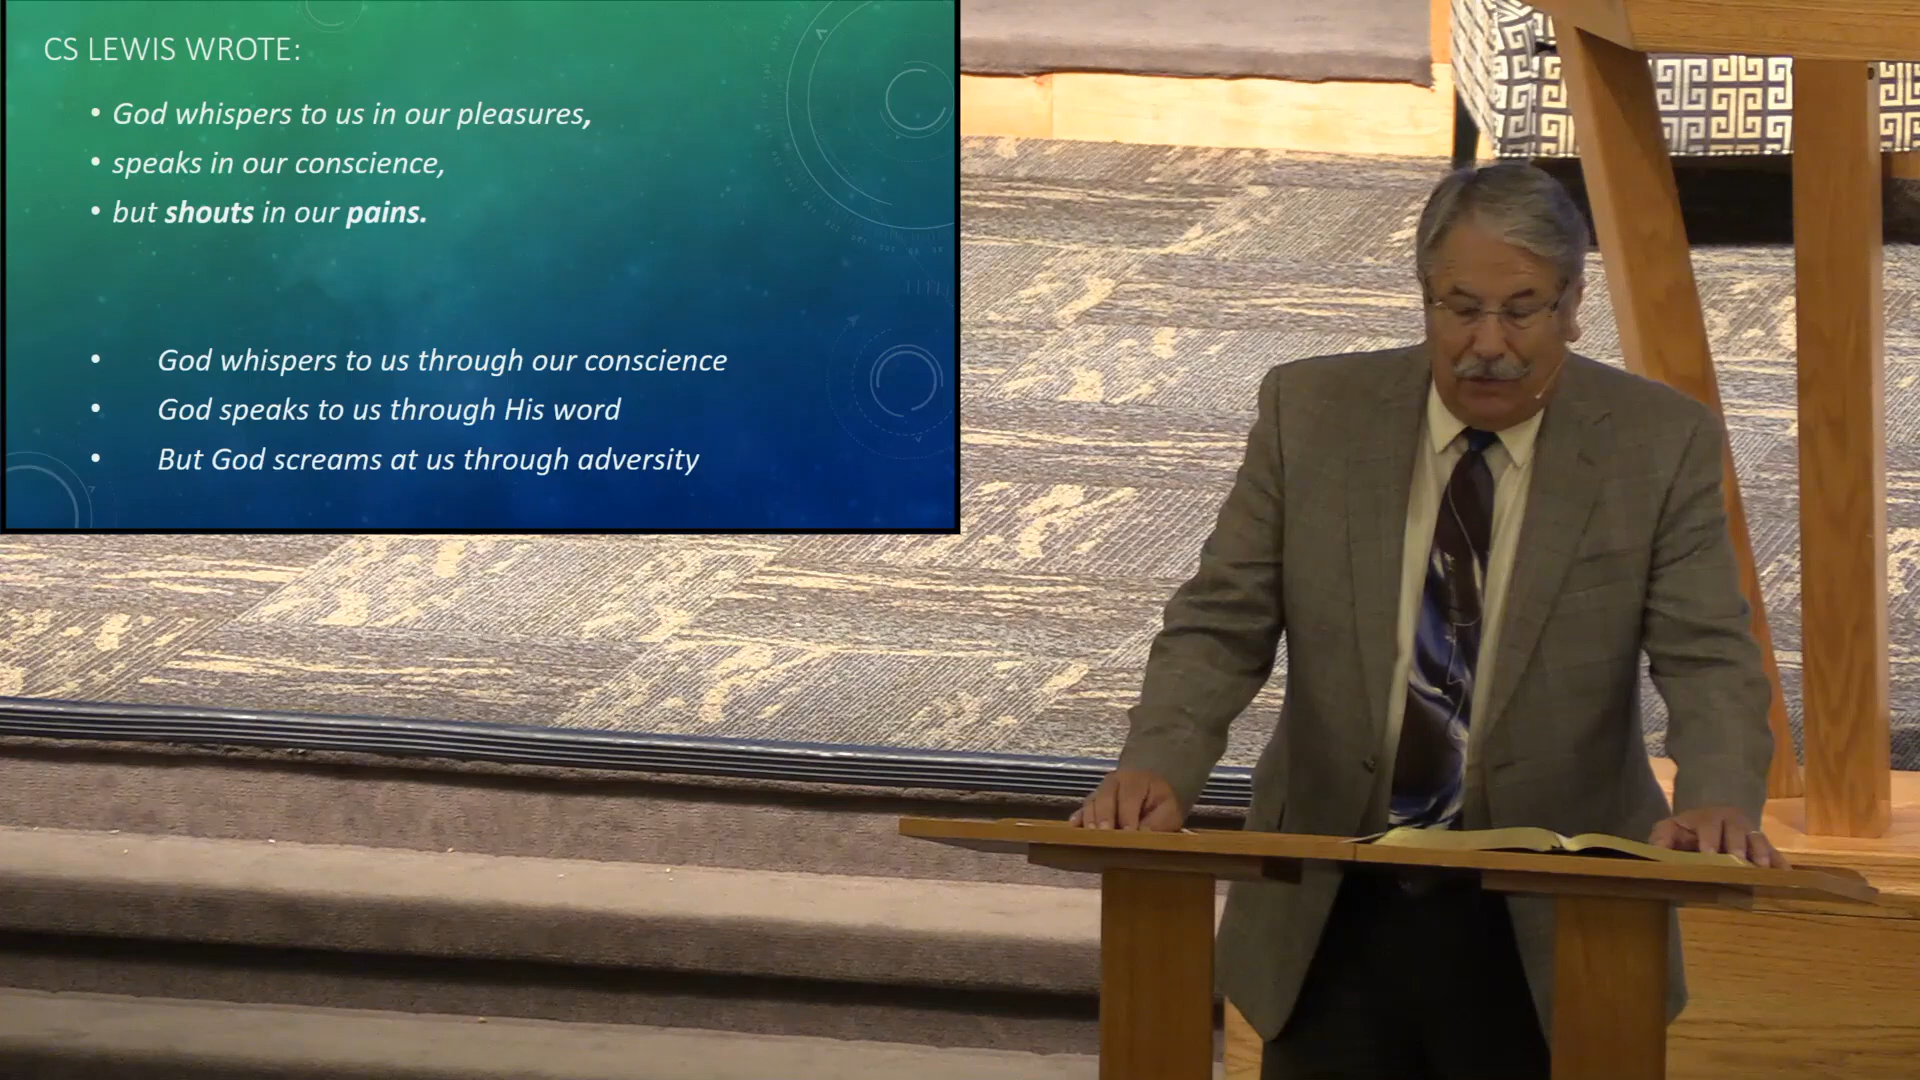 CS LEWIS WROTE:
• God whispers to us in our pleasures,
• speaks in our conscience,
• but shouts in our pains.
• God whispers to us through our conscience
• God speaks to us through His word
• But God screams at us through adversity